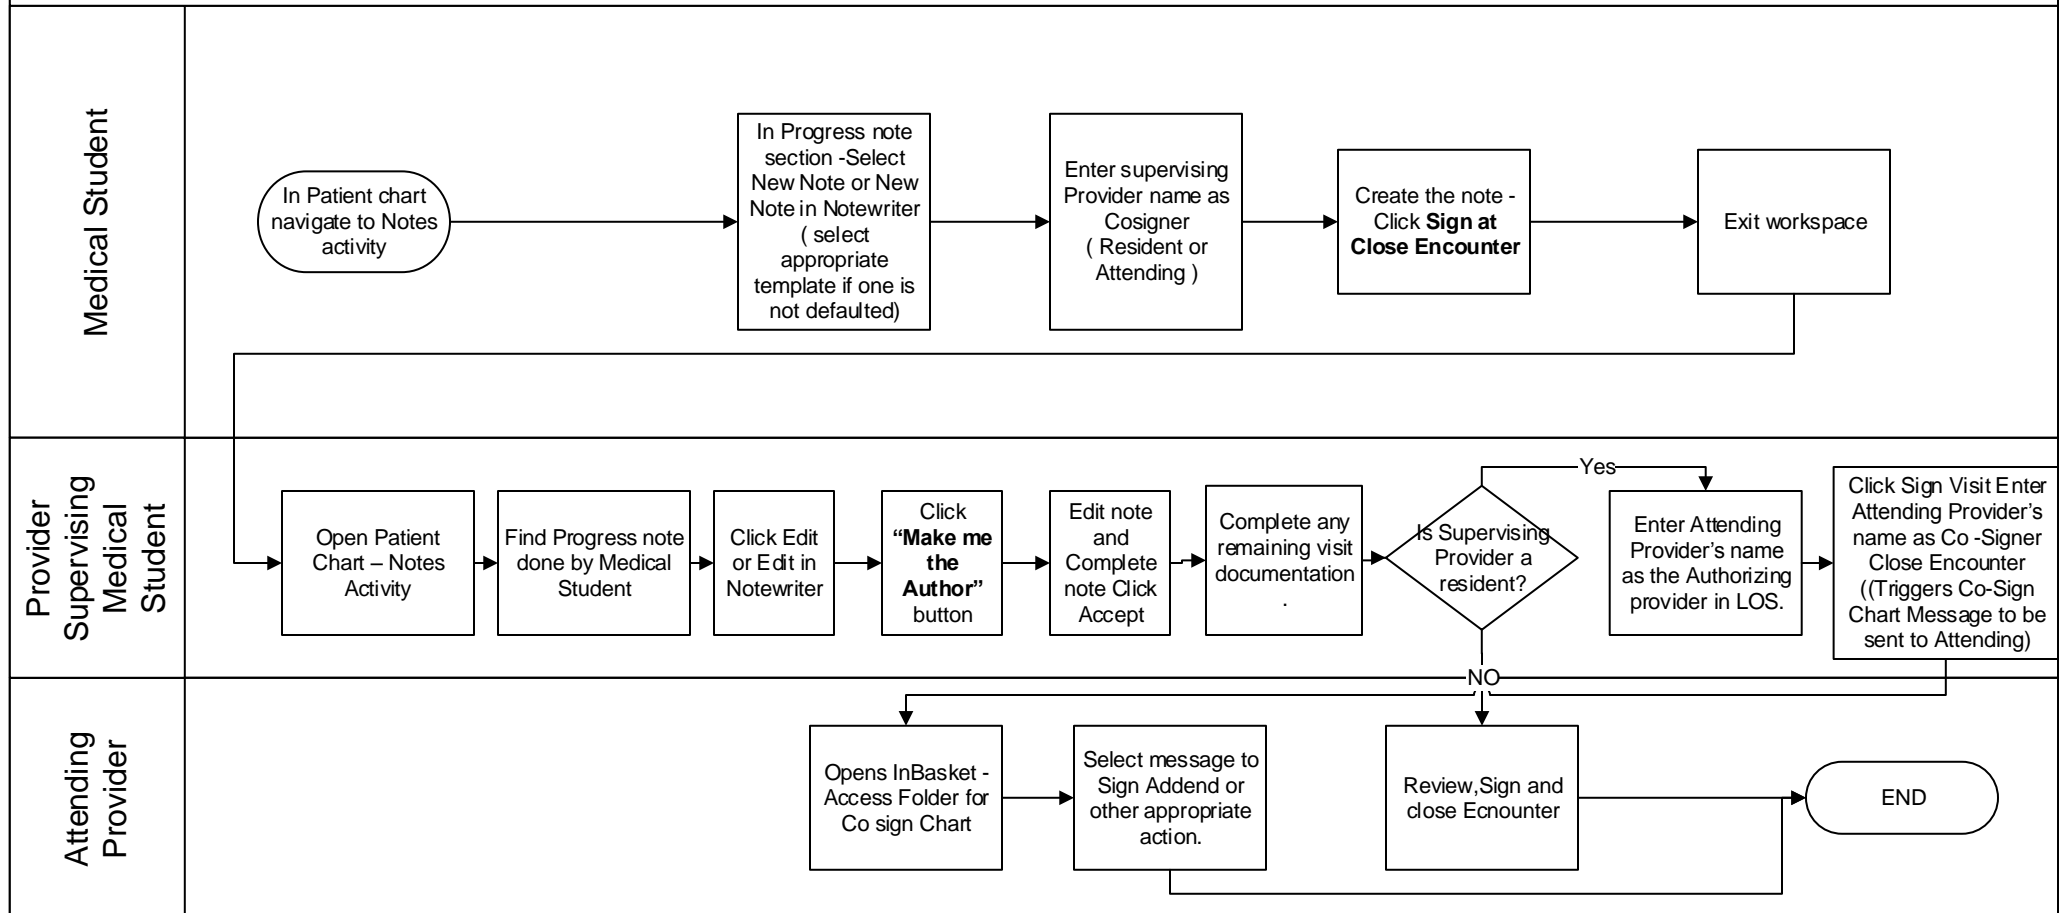 Medical Student
In Patient chart
navigate to Notes
activity
In Progress note
section -Select
New Note or New
Note in Notewriter
( select
appropriate
template if one is
not defaulted)
Enter supervising
Provider name as
Cosigner
( Resident or
Attending )
Create the note -
Click Sign at
Close Encounter
Exit workspace
Provider
Supervising
Medical
Student
Open Patient
Chart – Notes
Activity
Find Progress note
done by Medical
Student
Click Edit
or Edit in
Notewriter
Click
“Make me
the
Author”
button
Edit note
and
Complete
note Click
Accept
Complete any
remaining visit
documentation
.
Is Supervising
Provider a
resident?
Yes
Enter Attending
Provider’s name
as the Authorizing
provider in LOS.
Click Sign Visit Enter
Attending Provider’s
name as Co -Signer
Close Encounter
((Triggers Co-Sign
Chart Message to be
sent to Attending)
NO
Attending
Provider
Opens InBasket -
Access Folder for
Co sign Chart
Select message to
Sign Addend or
other appropriate
action.
Review,Sign and
close Ecnounter
END